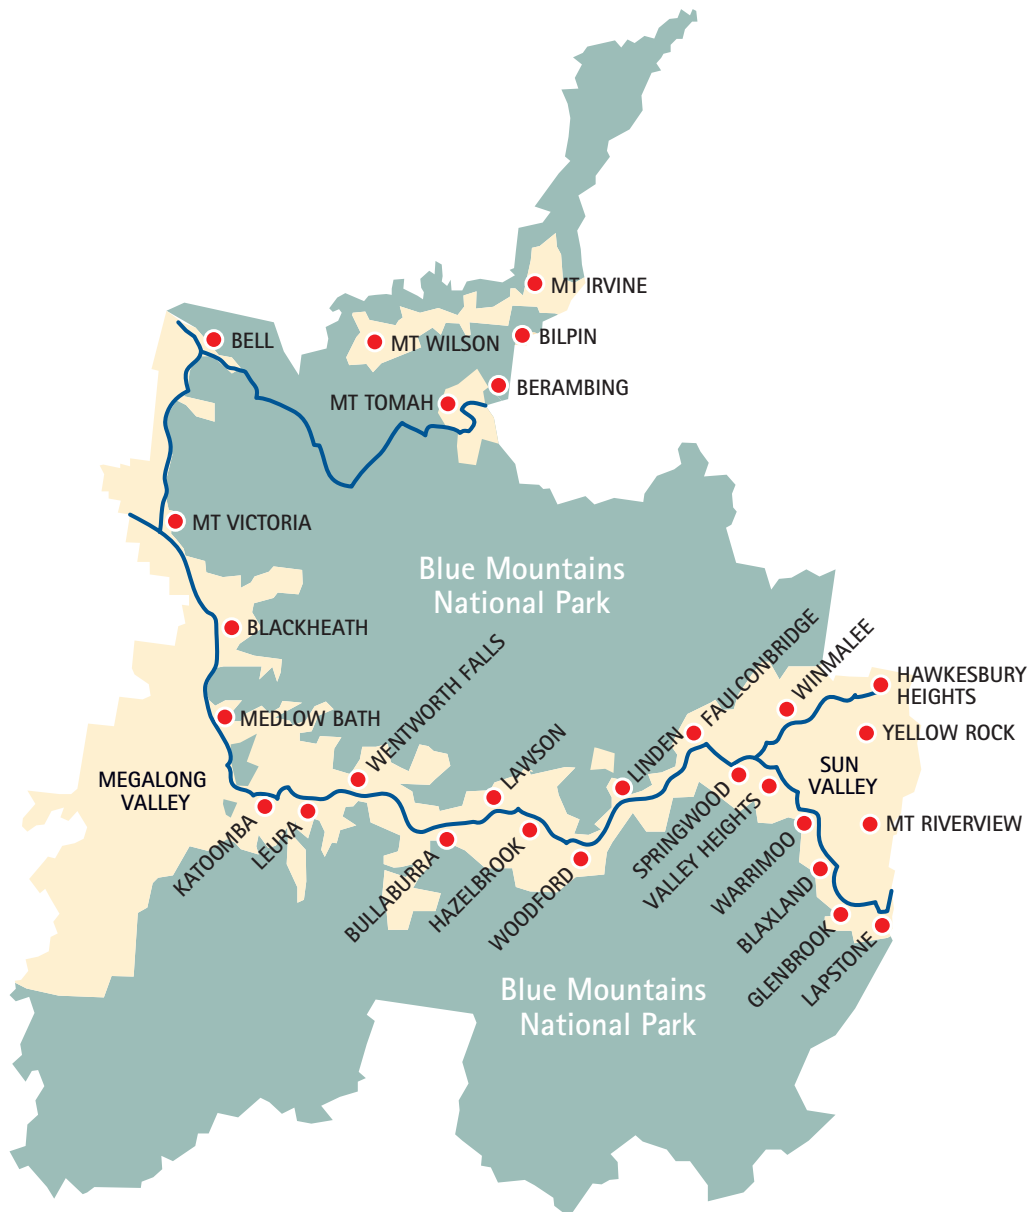 MT IRVINE
BILPIN
BELL
MT WILSON
BERAMBING
MT TOMAH
MT VICTORIA
Blue Mountains
National Park
BLACKHEATH
WENTWORTH FALLS
FAULCONBRIDGE
WINMALEE
HAWKESBURY
HEIGHTS
MEDLOW BATH
YELLOW ROCK
LAWSON
LINDEN
SUN
VALLEY
MEGALONG
VALLEY
MT RIVERVIEW
KATOOMBA
LEURA
BULLABURRA
HAZELBROOK
WOODFORD
SPRINGWOOD
VALLEY HEIGHTS
WARRIMOO
BLAXLAND
GLENBROOK
LAPSTONE
Blue Mountains
National Park